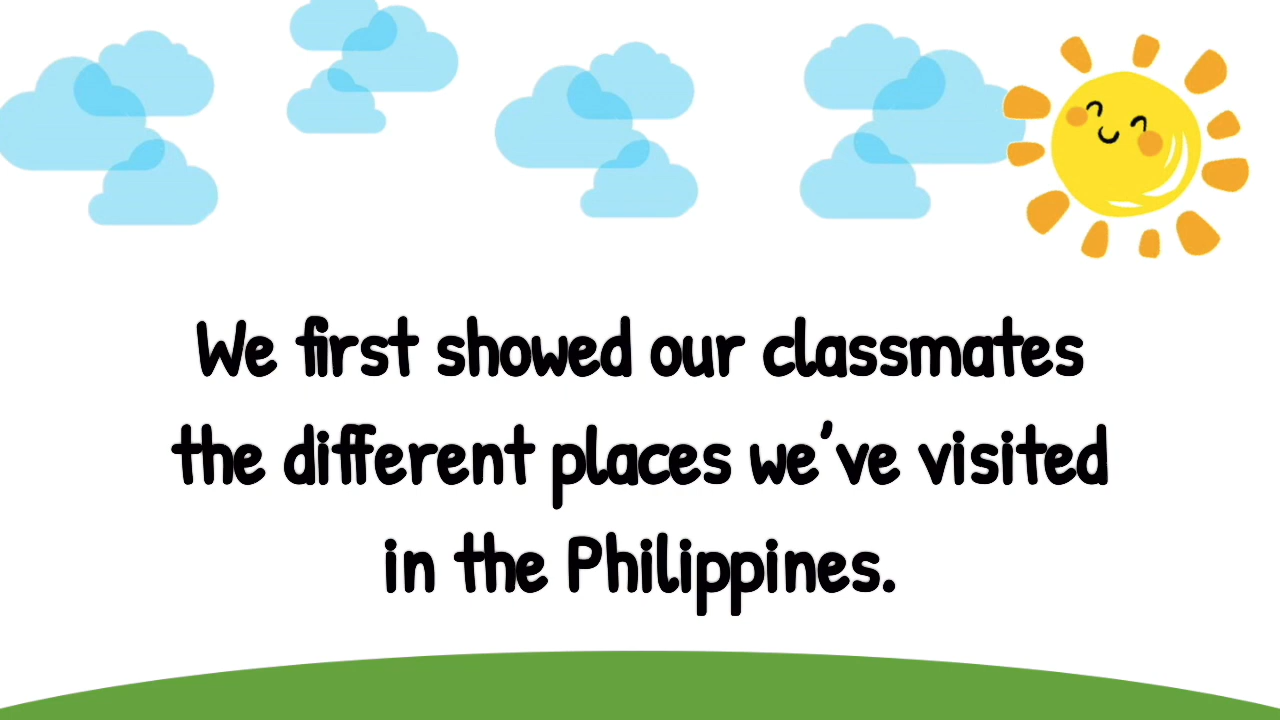 We first showed our classmates
the different places we've visited
in the Philippines.